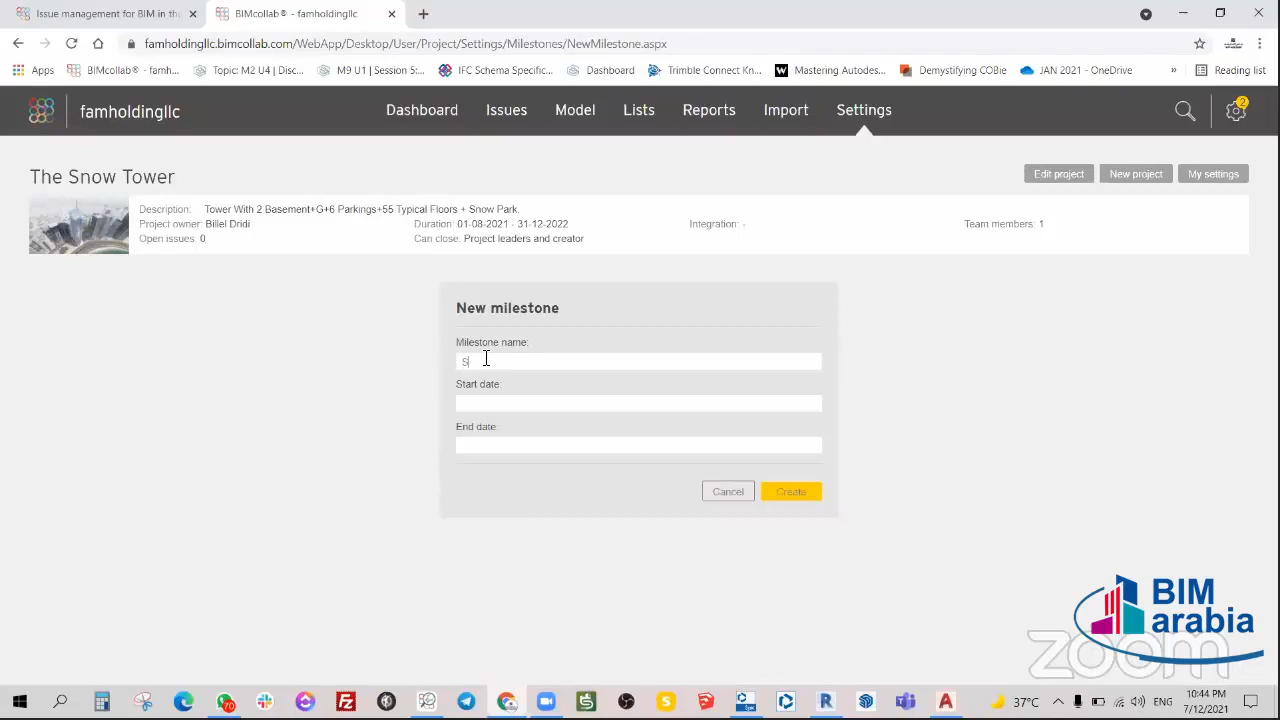 Issue management for BIM in the
BIMcollab® - famholdingllc
famholdingllc.bimcollab.com/WebApp/Desktop/User/Project/Settings/Milestones/NewMilestone.aspx
Apps
BIMcollab® - famh...
Topic: M2 U4 | Disc...
M9 U1 | Session 5:...
IFC Schema Specific...
Dashboard
Trimble Connect Kn...
Mastering Autodes...
Demystifying COBie
JAN 2021 - OneDrive
»
Reading list
famholdingllc
Dashboard
Issues
Model
Lists
Reports
Import
Settings
2
The Snow Tower
Edit project
New project
My settings
Description: Tower With 2 Basement+G+6 Parkings+55 Typical Floors + Snow Park.
Project owner: Billel Dridi
Duration: 01-08-2021 - 31-12-2022
Integration: -
Team members: 1
Open issues: 0
Can close: Project leaders and creator
New milestone
Milestone name:
S
Start date:
End date:
Cancel
Create
BIM
arabia
zoom
70
37°C
ENG
10:44 PM
7/12/2021